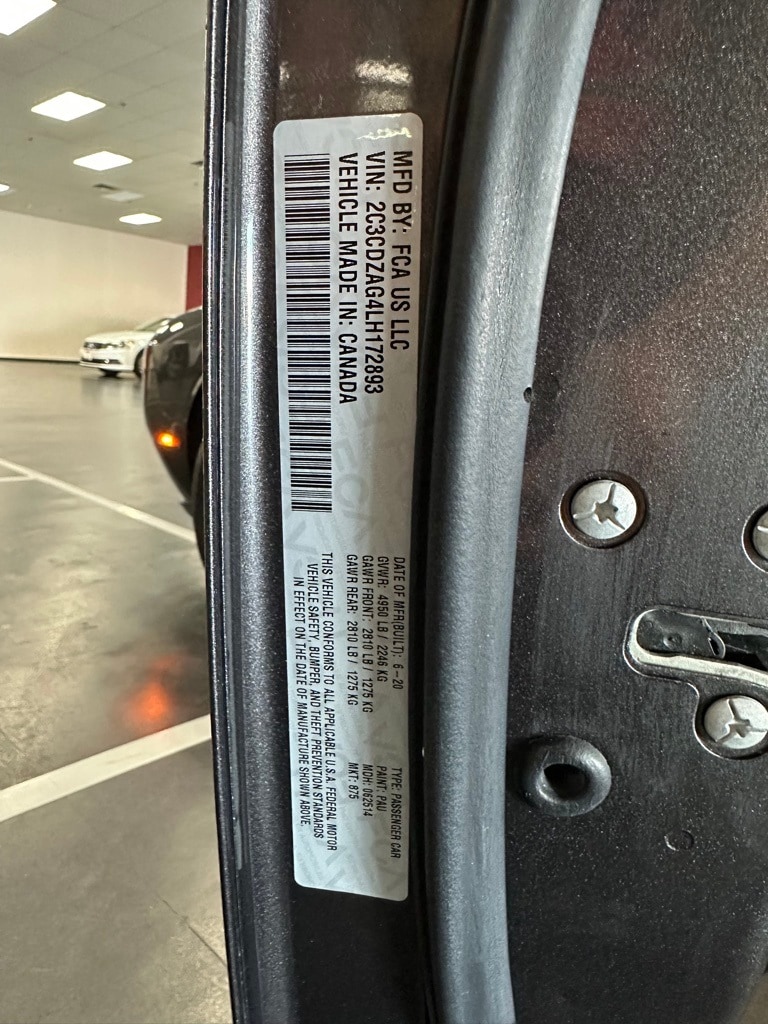 MFD BY: FCA US LLC
VIN: 2C3CDZAG4LH172893
VEHICLE MADE IN: CANADA
DATE OF MFR(BUILT): 6-20
GVWR: 4950 LB / 2246 KG
GAWR FRONT: 2810 LB / 1275 KG
GAWR REAR: 2810 LB / 1275 KG
THIS VEHICLE CONFORMS TO ALL APPLICABLE U.S.A. FEDERAL MOTOR
VEHICLE SAFETY, BUMPER, AND THEFT PREVENTION STANDARDS
IN EFFECT ON THE DATE OF MANUFACTURE SHOWN ABOVE.
TYPE: PASSENGER CAR
PAINT: PAU
MDH: 062514
MKT: 875
FCA